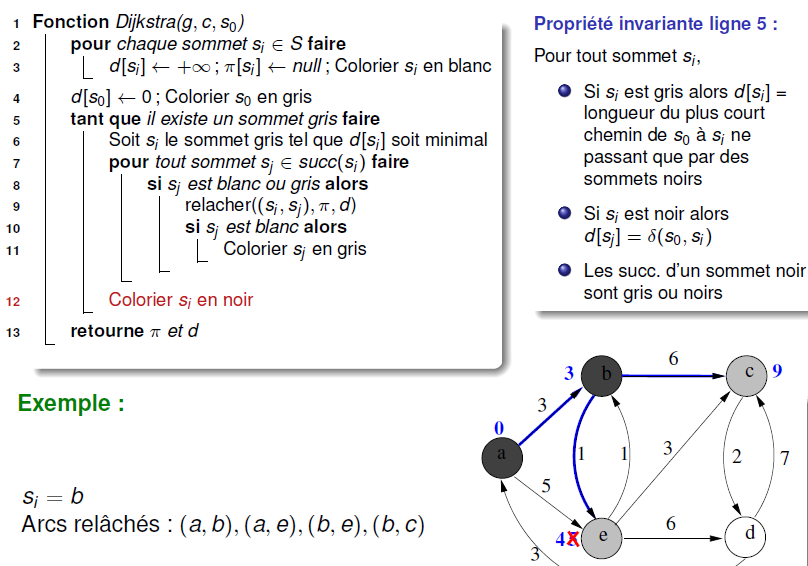 1 Fonction Dijkstra(g, c, s₀)
2 pour chaque sommet sᵢ ∈ S faire
3 d[sᵢ] ← +∞ ; π[sᵢ] ← null ; Colorier sᵢ en blanc
4 d[s₀] ← 0 ; Colorier s₀ en gris
5 tant que il existe un sommet gris faire
6 Soit sᵢ le sommet gris tel que d[sᵢ] soit minimal
7 pour tout sommet sⱼ ∈ succ(sᵢ) faire
8 si sⱼ est blanc ou gris alors
9 relacher((sᵢ, sⱼ), π, d)
10 si sⱼ est blanc alors
11 Colorier sⱼ en gris
12 Colorier sᵢ en noir
13 retourne π et d
Propriété invariante ligne 5 :
Pour tout sommet sᵢ,
Si sᵢ est gris alors d[sᵢ] =
longueur du plus court
chemin de s₀ à sᵢ ne
passant que par des
sommets noirs
Si sᵢ est noir alors
d[sⱼ] = δ(s₀, sᵢ)
Les succ. d'un sommet noir
sont gris ou noirs
Exemple :
sᵢ = b
Arcs relâchés : (a, b), (a, e), (b, e), (b, c)
6
3 b c 9
3
0
a 1 1 3 2 7
5
6
4 e d
3